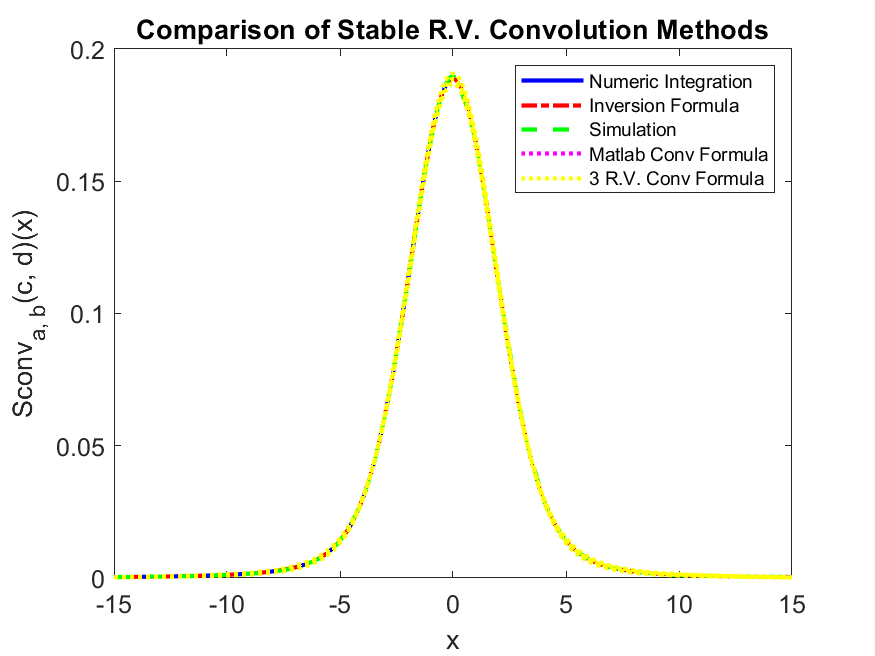 Comparison of Stable R.V. Convolution Methods
0.2
0.15
0.1
0.05
0
Sconv_{a, b}(c, d)(x)
Numeric Integration
Inversion Formula
Simulation
Matlab Conv Formula
3 R.V. Conv Formula
-15 -10 -5 0 5 10 15
x